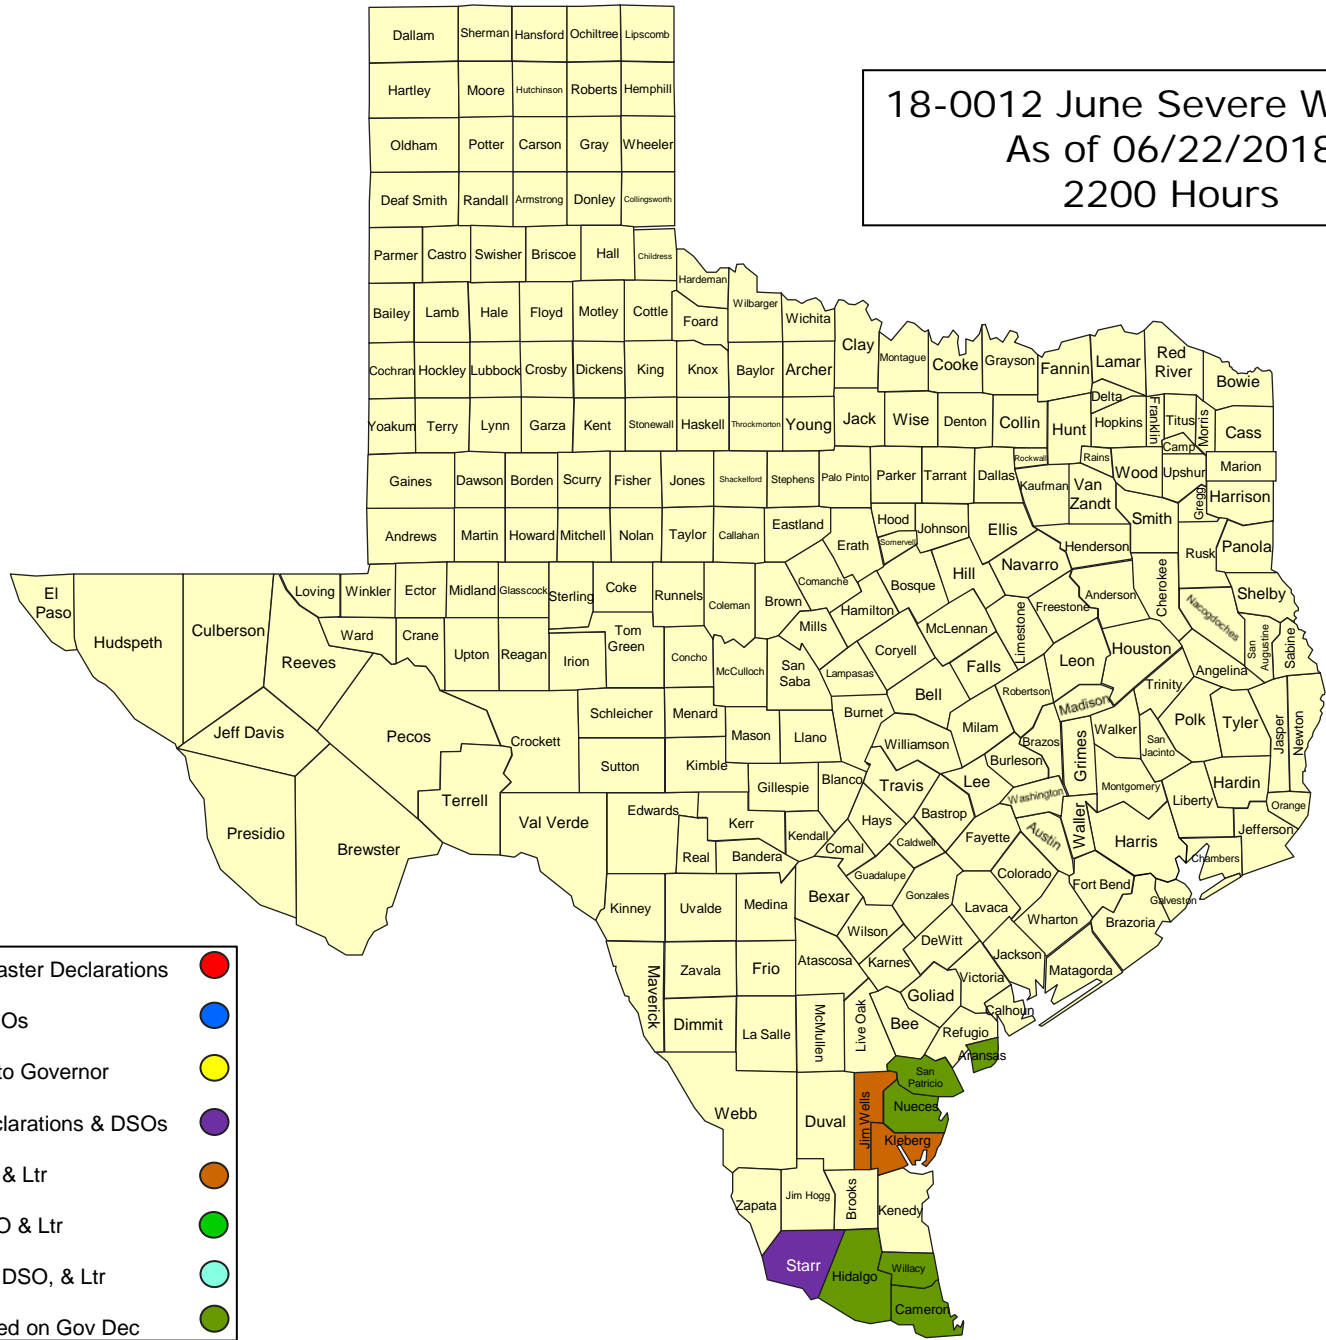 Dallam Sherman Hansford Ochiltree Lipscomb
Hartley Moore Hutchinson Roberts Hemphill
18-0012 June Severe W
As of 06/22/2018
2200 Hours
Oldham Potter Carson Gray Wheeler
Deaf Smith Randall Armstrong Donley Collingsworth
Parmer Castro Swisher Briscoe Hall Childress
Hardeman
Bailey Lamb Hale Floyd Motley Cottle Foard Wilbarger Wichita
Clay Montague Cooke Grayson Fannin Lamar Red
River Bowie
Cochran Hockley Lubbock Crosby Dickens King Knox Baylor Archer
Delta
Yoakum Terry Lynn Garza Kent Stonewall Haskell Throckmorton Young Jack Wise Denton Collin Hunt Hopkins Franklin Titus Morris Cass
Camp
Gaines Dawson Borden Scurry Fisher Jones Shackelford Stephens Palo Pinto Parker Tarrant Dallas Rockwall Kaufman Rains Van
Zandt Wood Upshur Marion
Gregg Harrison
Andrews Martin Howard Mitchell Nolan Taylor Callahan Eastland Erath Hood Somervell Johnson Ellis Henderson Smith Rusk Panola
El
Paso Hudspeth Culberson Loving Winkler Ector Midland Glasscock Sterling Coke Runnels Coleman Brown Comanche Hamilton Bosque Hill Navarro Freestone Anderson Cherokee Nacogdoches Shelby
Reeves Ward Crane Upton Reagan Irion Tom
Green Concho McCulloch San
Saba Mills Lampasas Coryell McLennan Limestone Falls Leon Houston Angelina San
Augustine Sabine
Jeff Davis Pecos Crockett Schleicher Menard Mason Llano Burnet Bell Milam Robertson Madison Trinity Polk Tyler Jasper Newton
Walker San
Jacinto Grimes Brazos
Sutton Kimble Gillespie Blanco Williamson Travis Lee Burleson Washington Montgomery Liberty Hardin Orange
Presidio Brewster Terrell Val Verde Edwards Kerr Kendall Hays Bastrop Caldwell Fayette Austin Waller Harris Jefferson Chambers
Real Bandera Comal Guadalupe Gonzales Colorado Fort Bend Galveston
Kinney Uvalde Medina Bexar Wilson Lavaca Wharton Brazoria
Maverick Zavala Frio Atascosa Karnes DeWitt Jackson Matagorda
Victoria Goliad Calhoun
Dimmit La Salle McMullen Live Oak Bee Refugio Aransas
San
Patricio
Webb Duval Jim Wells Nueces
Kleberg
Zapata Jim Hogg Brooks Kenedy
Starr Hidalgo Willacy
Cameron
aster Declarations
Os
to Governor
clarations & DSOs
& Ltr
O & Ltr
DSO, & Ltr
ed on Gov Dec